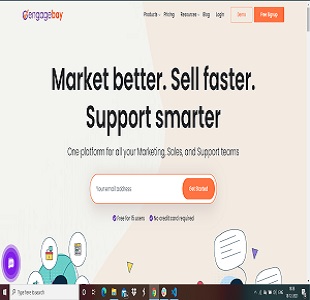 engagebay
Products Pricing Resources Blog Login Demo Free Signup
Market better. Sell faster.
Support smarter
One platform for all your Marketing, Sales, and Support teams
Your email address Get Started
Free for 15 users No credit card required
Type here to search